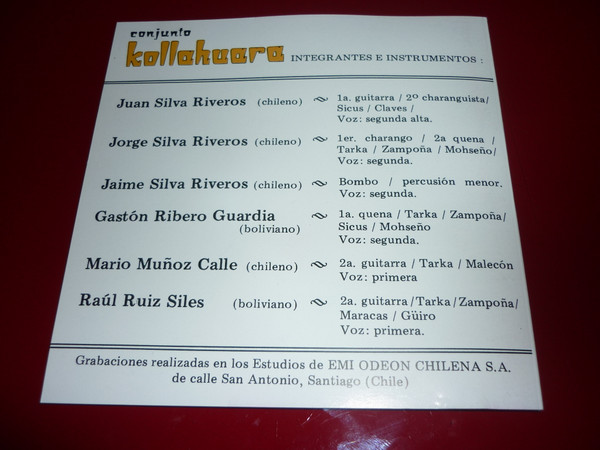 conjunto
kollahuara INTEGRANTES E INSTRUMENTOS :
Juan Silva Riveros (chileno) 1a. guitarra / 2º charanguista/
Sicus / Claves /
Voz: segunda alta.
Jorge Silva Riveros (chileno) 1er. charango / 2a quena /
Tarka / Zampoña / Mohseño/
Voz: segunda.
Jaime Silva Riveros (chileno) Bombo / percusión menor.
Voz: segunda.
Gastón Ribero Guardia 1a. quena / Tarka / Zampoña/
(boliviano) Sicus / Mohseño
Voz: segunda.
Mario Muñoz Calle (chileno) 2a. guitarra / Tarka / Malecón
Voz: primera
Raúl Ruiz Siles (boliviano) 2a. guitarra/Tarka/Zampoña/
Maracas / Güiro
Voz: primera.
Grabaciones realizadas en los Estudios de EMI ODEON CHILENA S.A.
de calle San Antonio, Santiago (Chile)